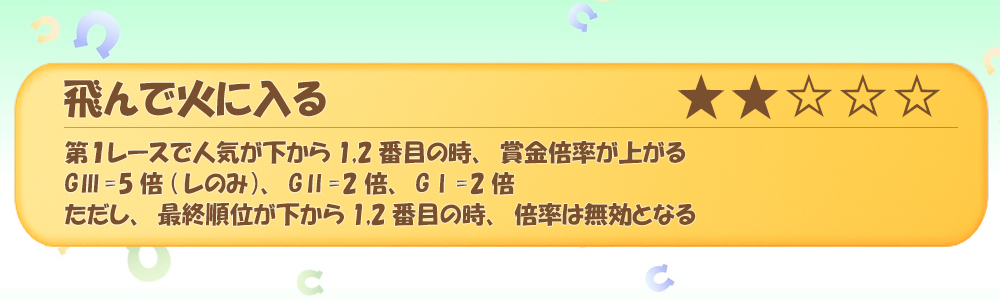 飛んで火に入る ★★☆☆☆
第1レースで人気が下から 1,2 番目の時、 賞金倍率が上がる
GⅢ=5 倍 (しのみ)、 GⅡ=2 倍、 GⅠ=2 倍
ただし、 最終順位が下から 1,2 番目の時、 倍率は無効となる